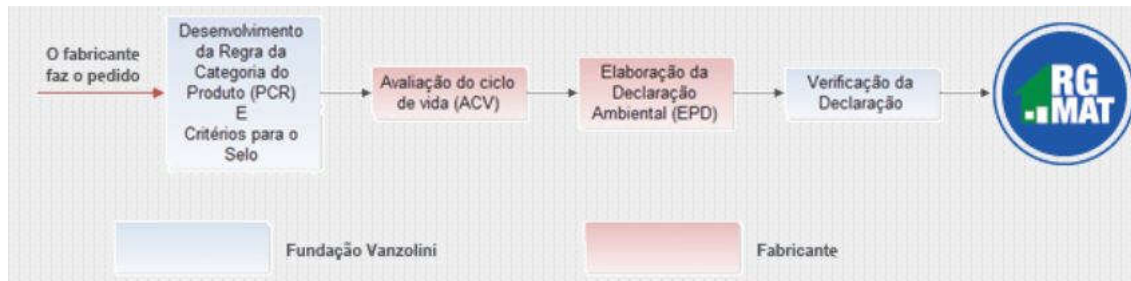 O fabricante
faz o pedido
Desenvolvimento
da Regra da
Categoria do
Produto (PCR)
E
Critérios para o
Selo
Avaliação do ciclo
de vida (ACV)
Elaboração da
Declaração
Ambiental (EPD)
Verificação da
Declaração
RG
MAT
Fundação Vanzolini
Fabricante